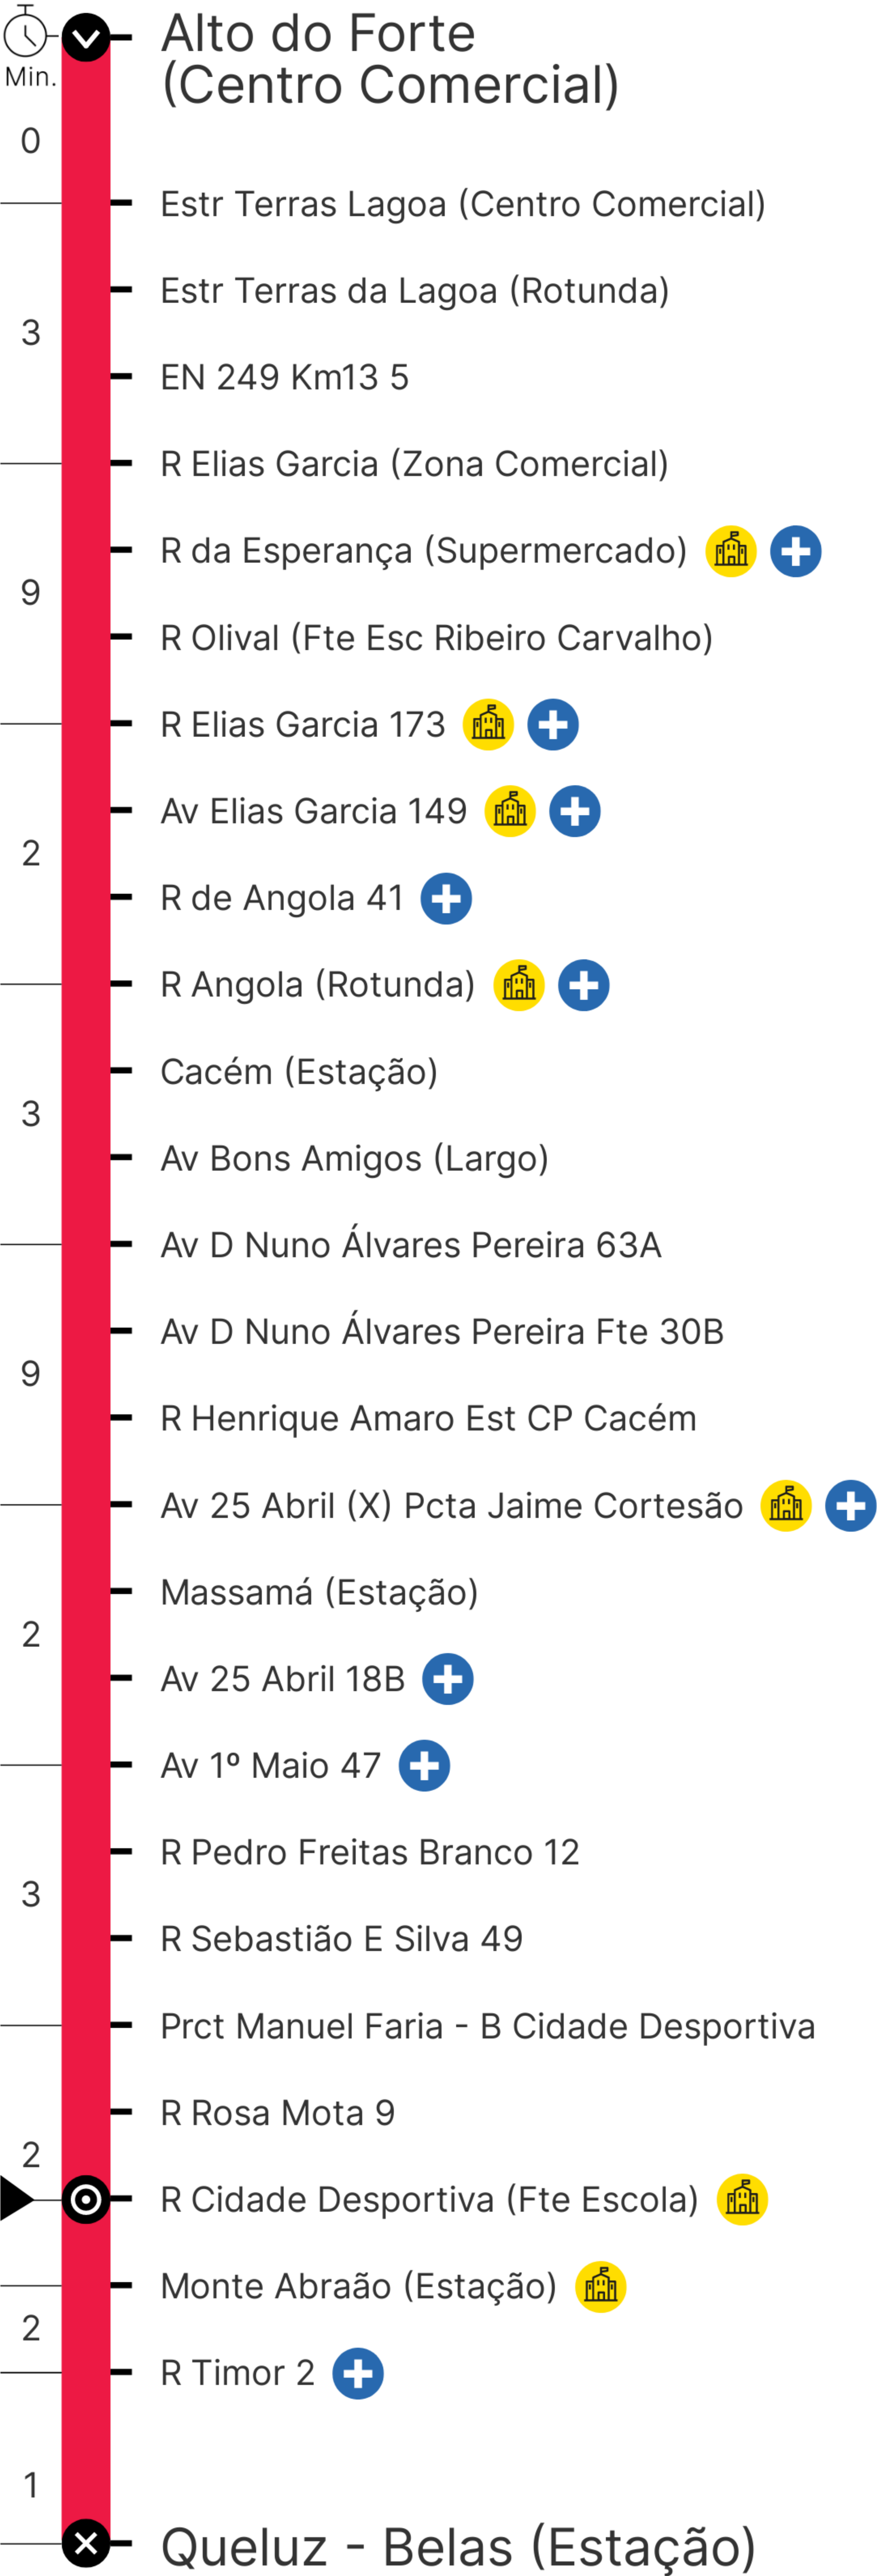 Alto do Forte
(Centro Comercial)
Min.
0
Estr Terras Lagoa (Centro Comercial)
Estr Terras da Lagoa (Rotunda)
3
EN 249 Km13 5
R Elias Garcia (Zona Comercial)
R da Esperança (Supermercado)
9
R Olival (Fte Esc Ribeiro Carvalho)
R Elias Garcia 173
Av Elias Garcia 149
2
R de Angola 41
R Angola (Rotunda)
Cacém (Estação)
3
Av Bons Amigos (Largo)
Av D Nuno Álvares Pereira 63A
Av D Nuno Álvares Pereira Fte 30B
9
R Henrique Amaro Est CP Cacém
Av 25 Abril (X) Pcta Jaime Cortesão
Massamá (Estação)
2
Av 25 Abril 18B
Av 1º Maio 47
R Pedro Freitas Branco 12
3
R Sebastião E Silva 49
Prct Manuel Faria - B Cidade Desportiva
R Rosa Mota 9
2
R Cidade Desportiva (Fte Escola)
Monte Abraão (Estação)
2
R Timor 2
1
Queluz - Belas (Estação)